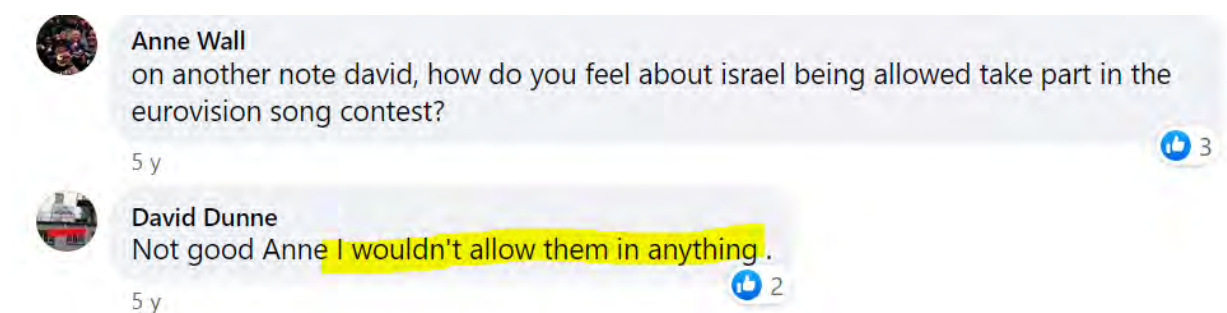 Anne Wall
on another note david, how do you feel about israel being allowed take part in the
eurovision song contest?
3
5 y
David Dunne
Not good Anne I wouldn't allow them in anything .
2
5 y